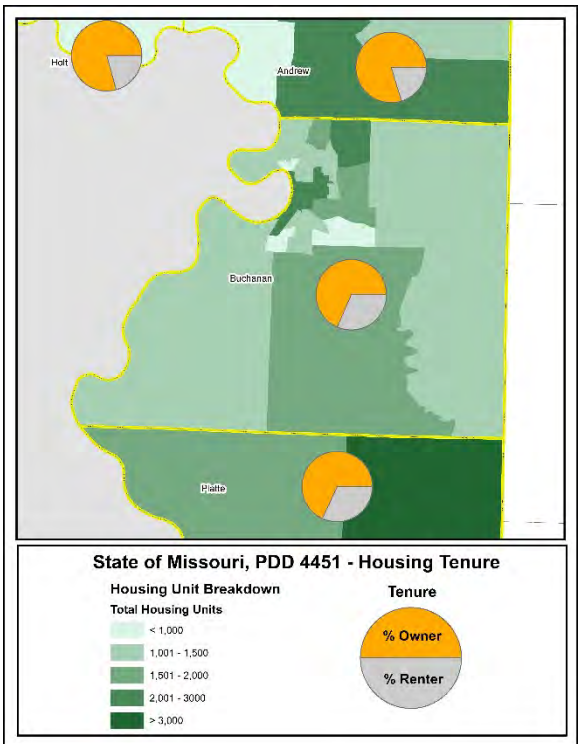 Holt
Andrew
Buchanan
Platte
State of Missouri, PDD 4451 - Housing Tenure
Housing Unit Breakdown
Total Housing Units
< 1,000
1,001 - 1,500
1,501 - 2,000
2,001 - 3000
> 3,000
Tenure
% Owner
% Renter